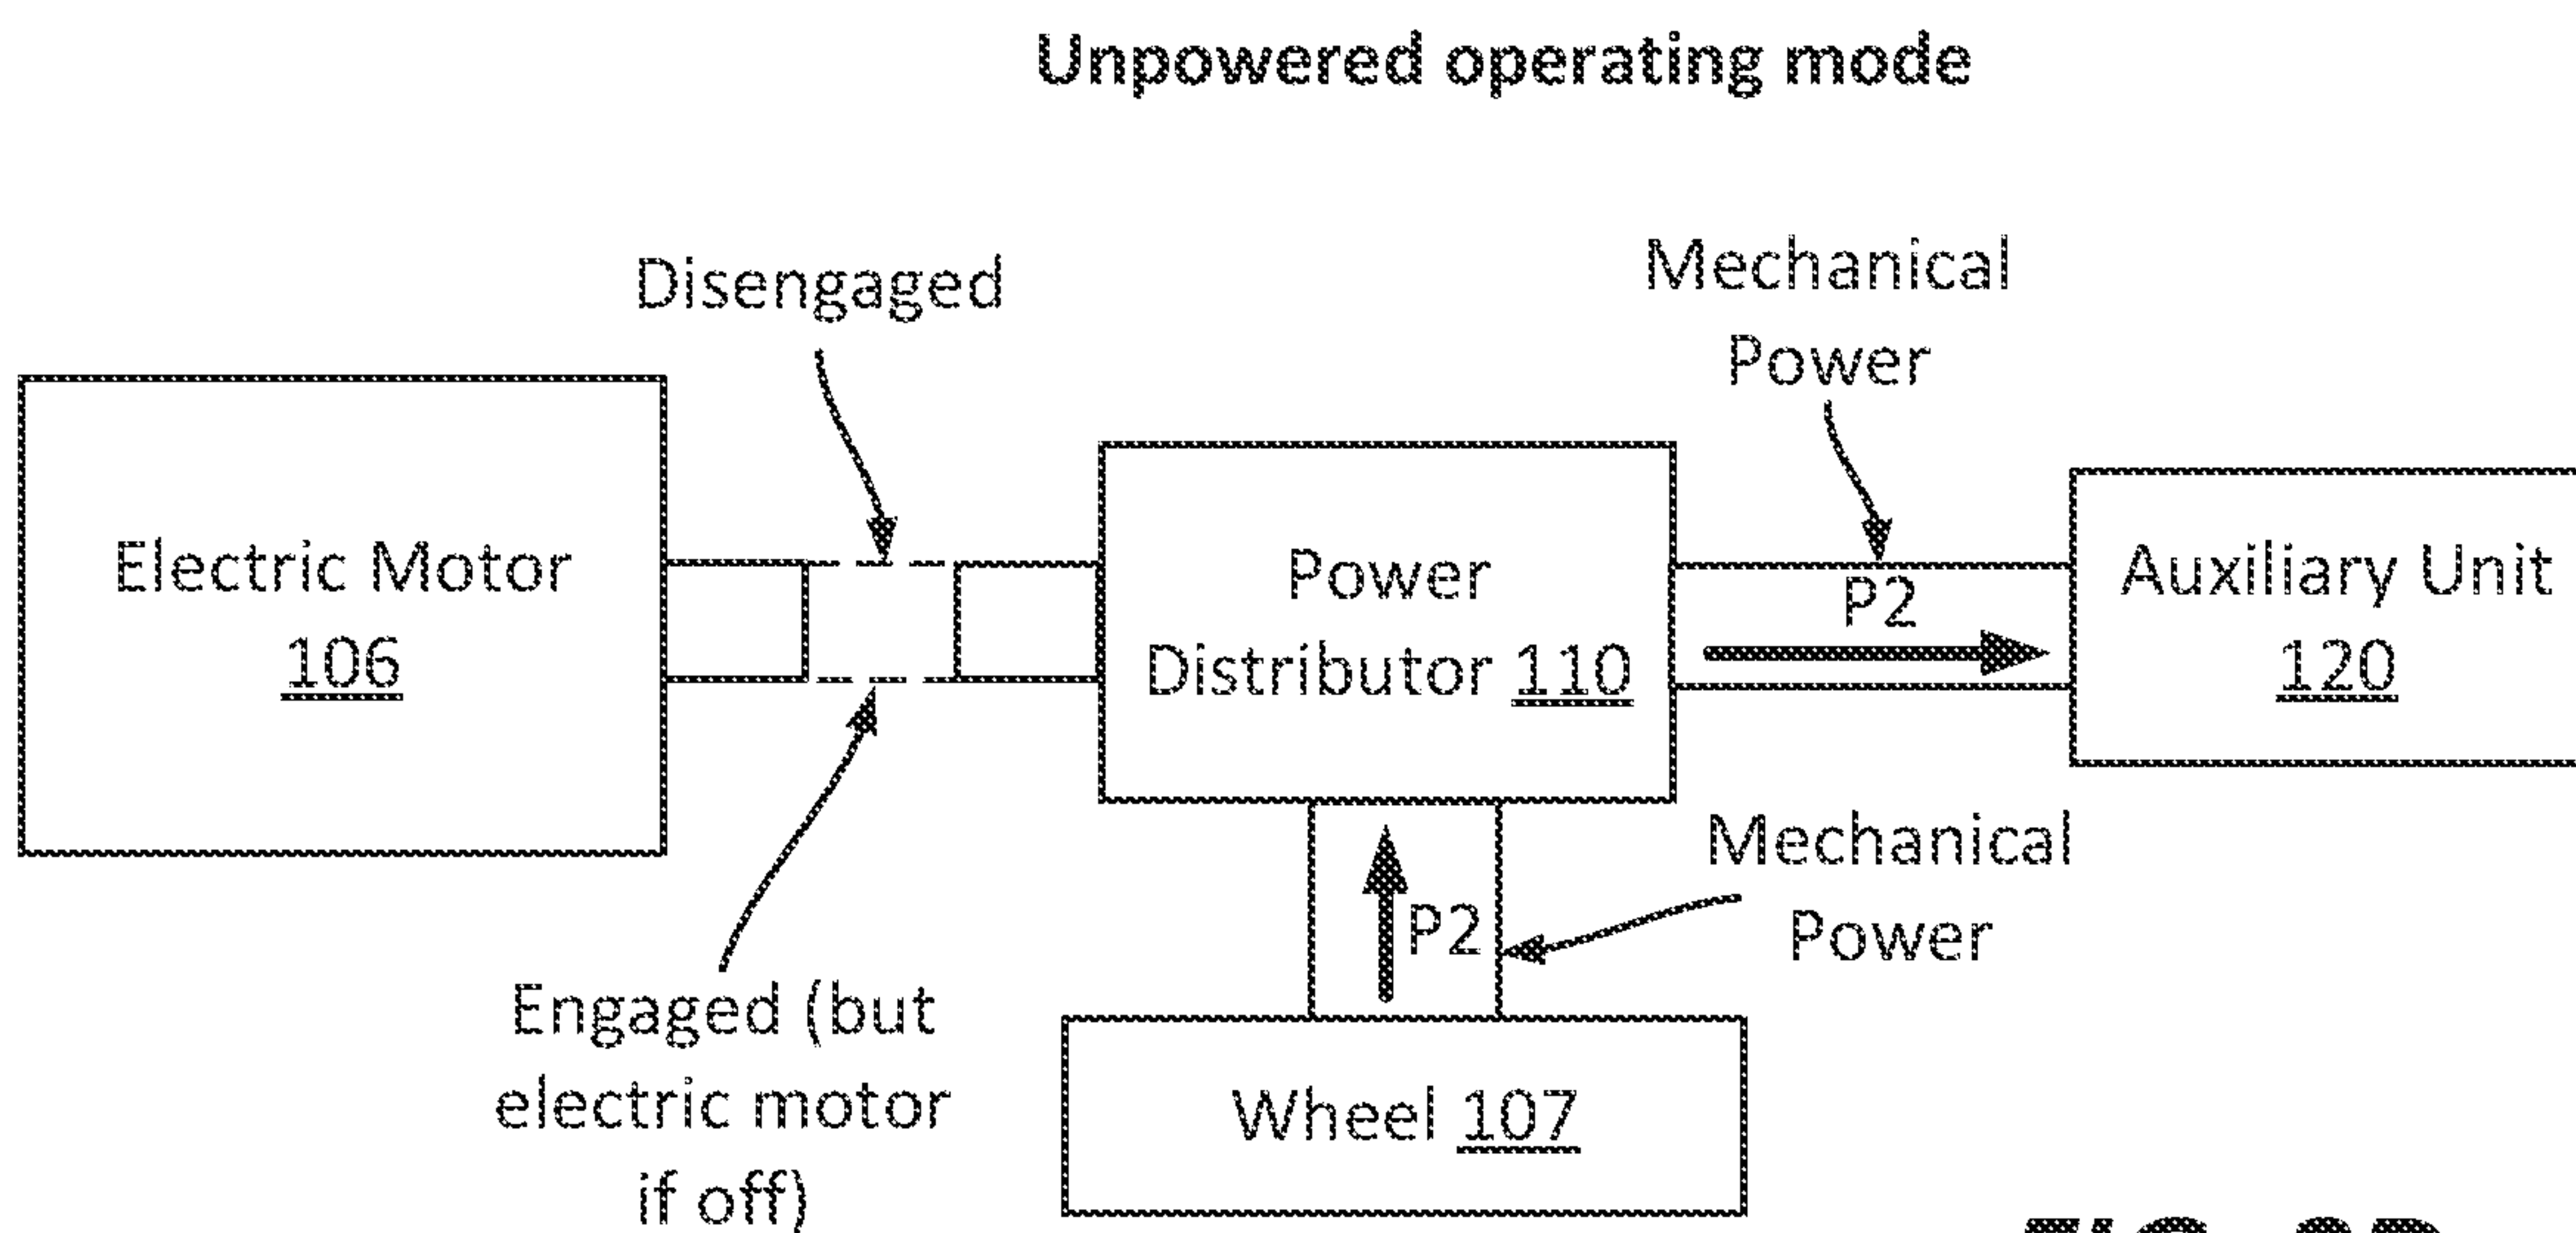 Unpowered operating mode
Disengaged
Mechanical
Power
Electric Motor
106
Power
Distributor 110
P2
Auxiliary Unit
120
P2
Mechanical
Power
Engaged (but
electric motor
if off)
Wheel 107